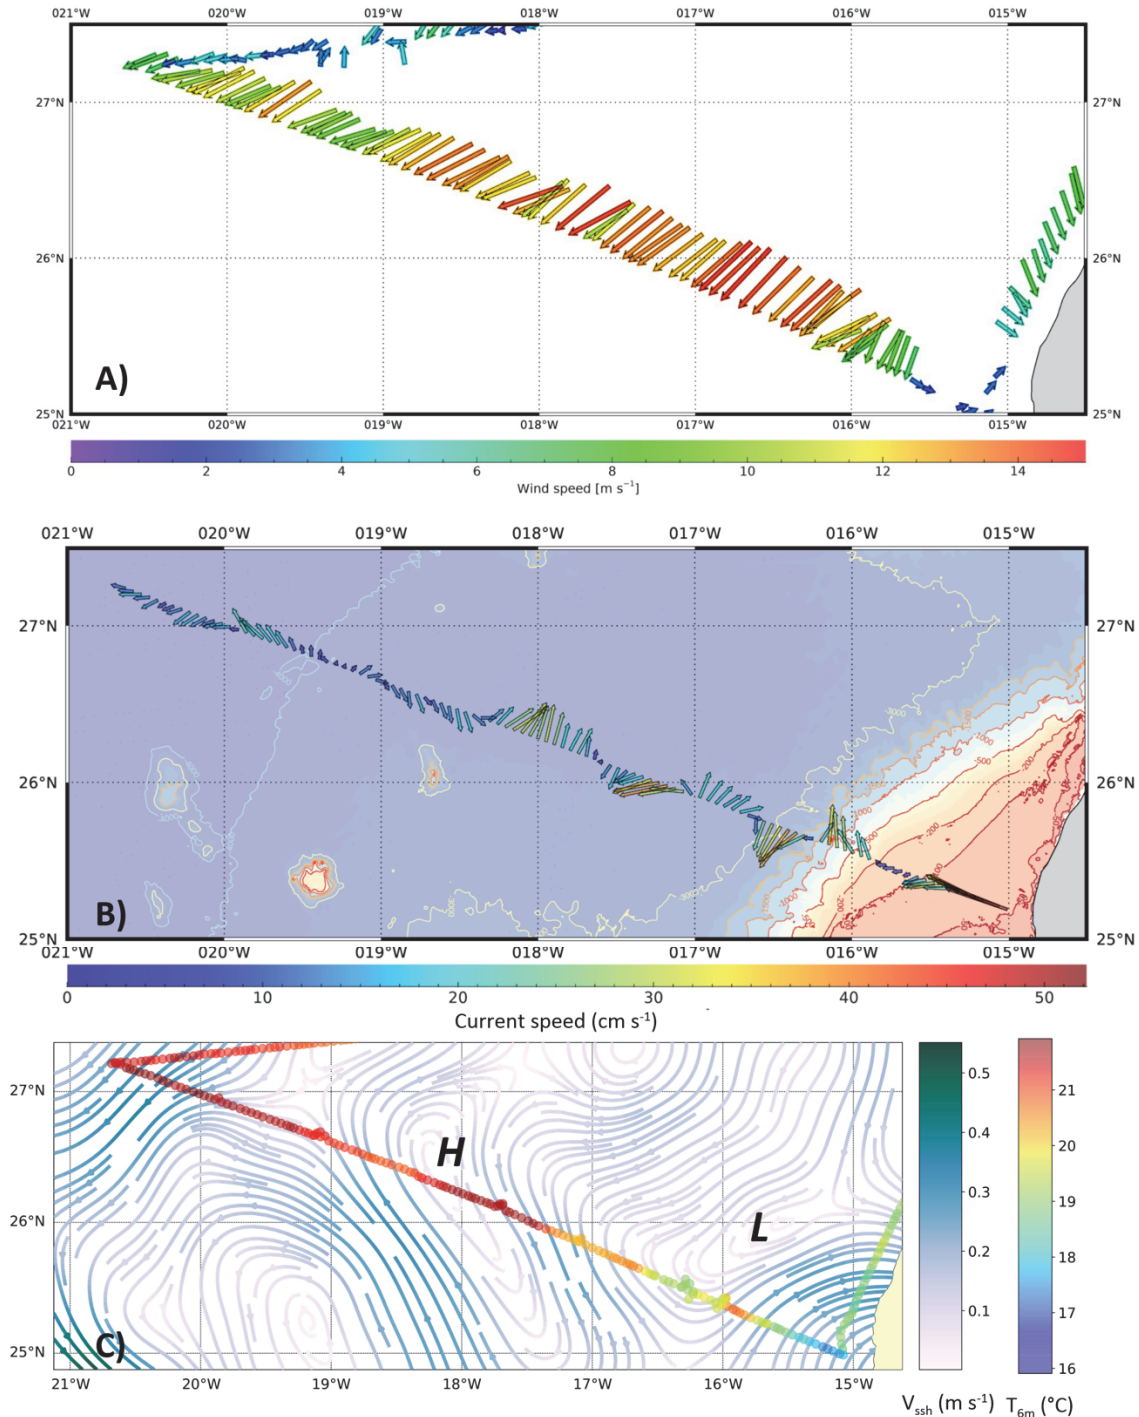 021°W 020°W 019°W 018°W 017°W 016°W 015°W
27°N 27°N
26°N 26°N
A)
25°N 25°N
021°W 020°W 019°W 018°W 017°W 016°W 015°W
0 2 4 6 8 10 12 14
Wind speed [m s⁻¹]
021°W 020°W 019°W 018°W 017°W 016°W 015°W
27°N 27°N
26°N 26°N
B)
25°N 25°N
021°W 020°W 019°W 018°W 017°W 016°W 015°W
0 10 20 30 40 50
Current speed (cm s⁻¹)
27°N
26°N
25°N
H
L
C)
21°W 20°W 19°W 18°W 17°W 16°W 15°W
0.5
0.4
0.3
0.2
0.1
21
20
19
18
17
16
V_ssh (m s⁻¹) T_6m (°C)